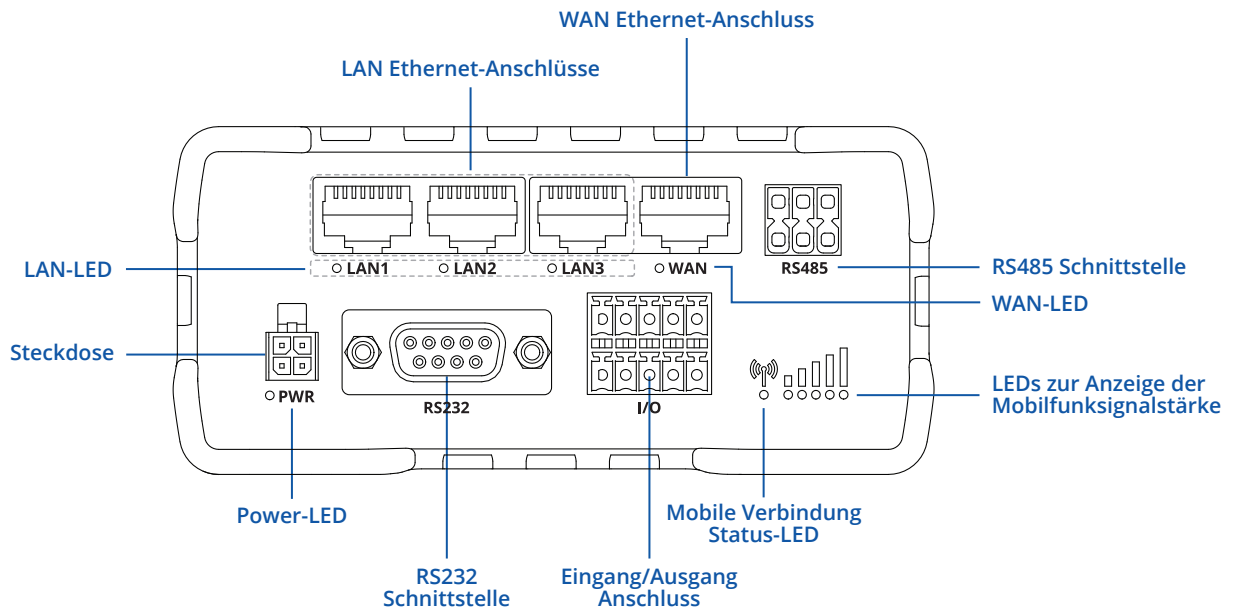 WAN Ethernet-Anschluss
LAN Ethernet-Anschlüsse
LAN-LED
LAN1
LAN2
LAN3
WAN
RS485
RS485 Schnittstelle
WAN-LED
Steckdose
PWR
RS232
I/O
LEDs zur Anzeige der
Mobilfunksignalstärke
Power-LED
Mobile Verbindung
Status-LED
RS232
Schnittstelle
Eingang/Ausgang
Anschluss